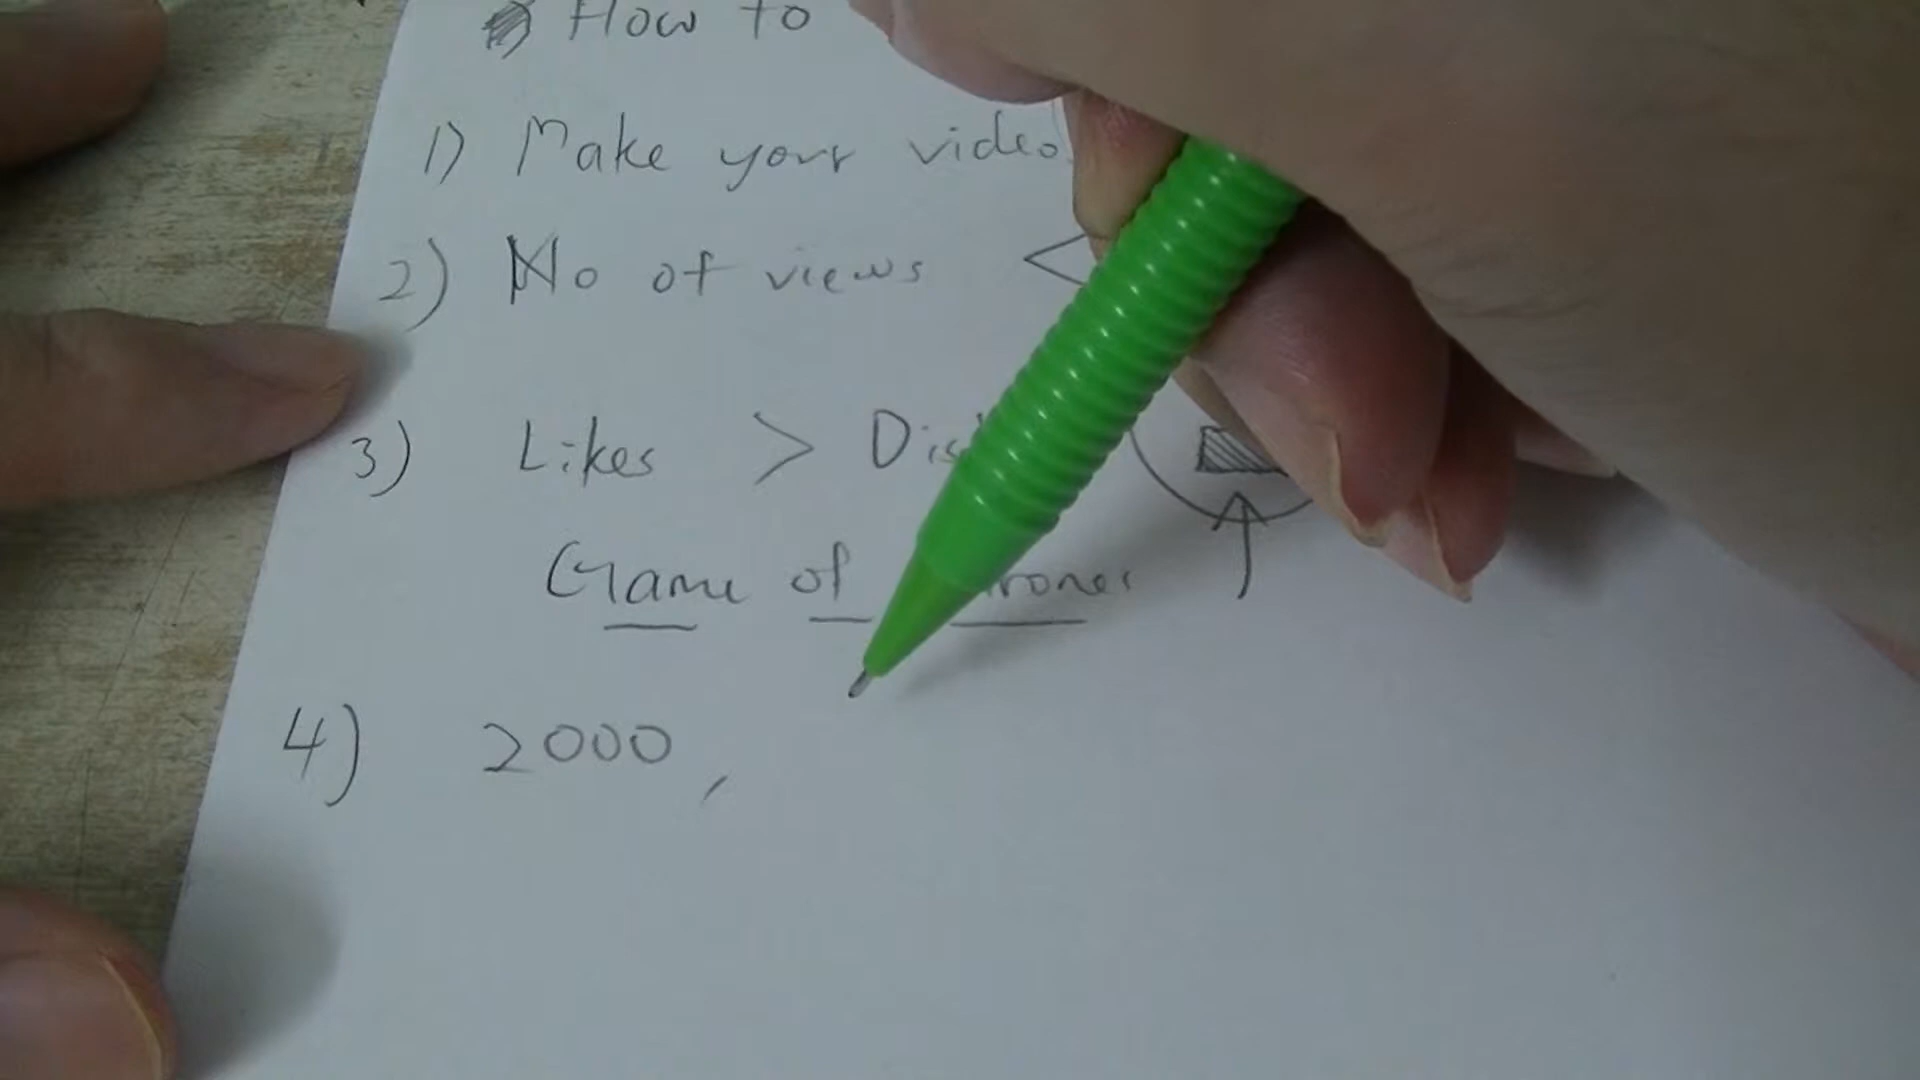 How to
1) Make your video
2) No of views <
3) Likes > Dis
Game of
4) 2000,